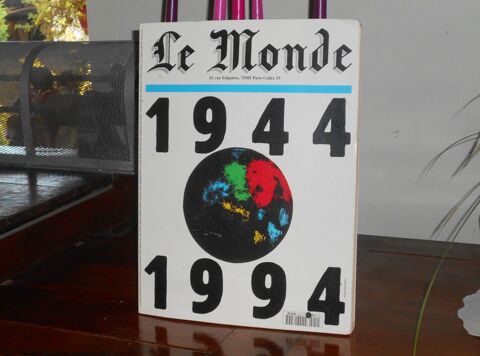 Le Monde
15, rue Falguière, 75501 Paris Cedex 15
1944
1994